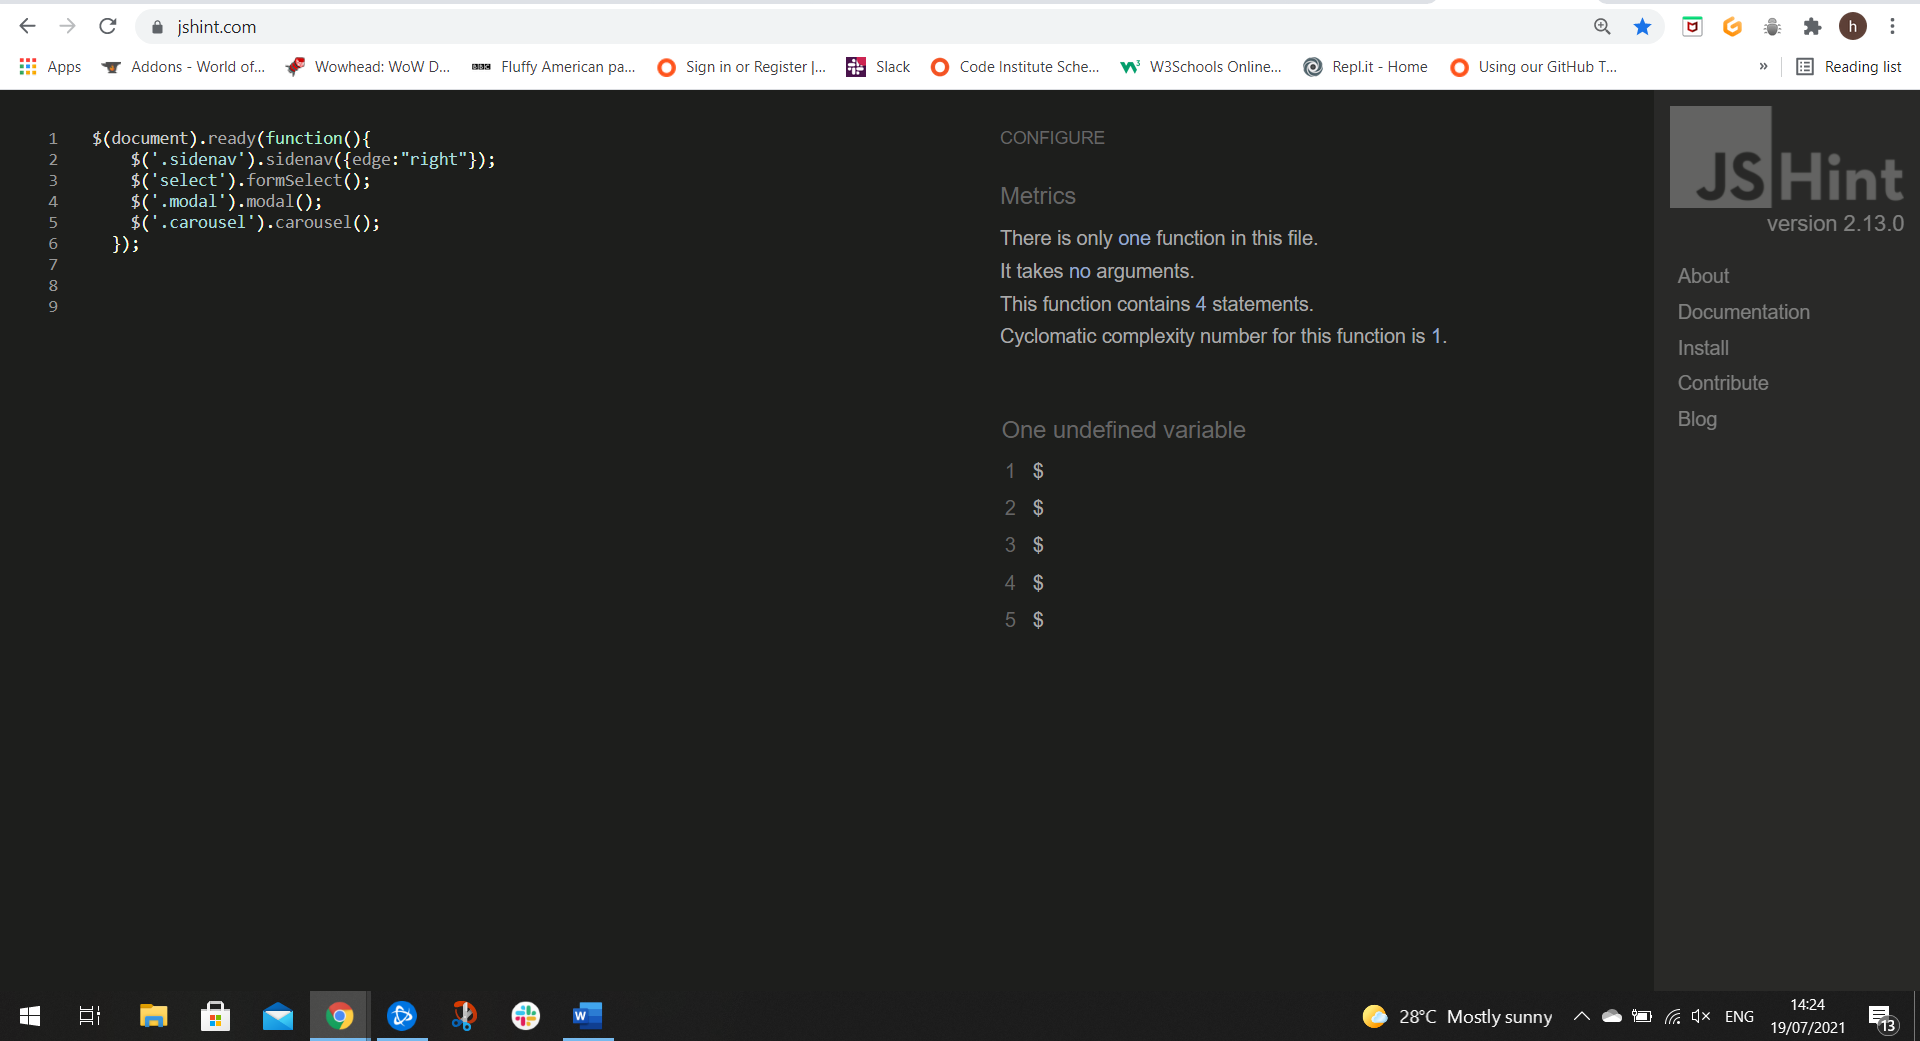 jshint.com
h
Apps
Addons - World of...
Wowhead: WoW D...
BBC
Fluffy American pa...
Sign in or Register |...
Slack
Code Institute Sche...
W3Schools Online...
Repl.it - Home
Using our GitHub T...
»
Reading list
1 $(document).ready(function(){
2 $('.sidenav').sidenav({edge:"right"});
3 $('select').formSelect();
4 $('.modal').modal();
5 $('.carousel').carousel();
6 });
7
8
9
CONFIGURE
Metrics
There is only one function in this file.
It takes no arguments.
This function contains 4 statements.
Cyclomatic complexity number for this function is 1.
One undefined variable
1 $
2 $
3 $
4 $
5 $
JSHint
version 2.13.0
About
Documentation
Install
Contribute
Blog
28°C Mostly sunny
ENG
14:24
19/07/2021
13